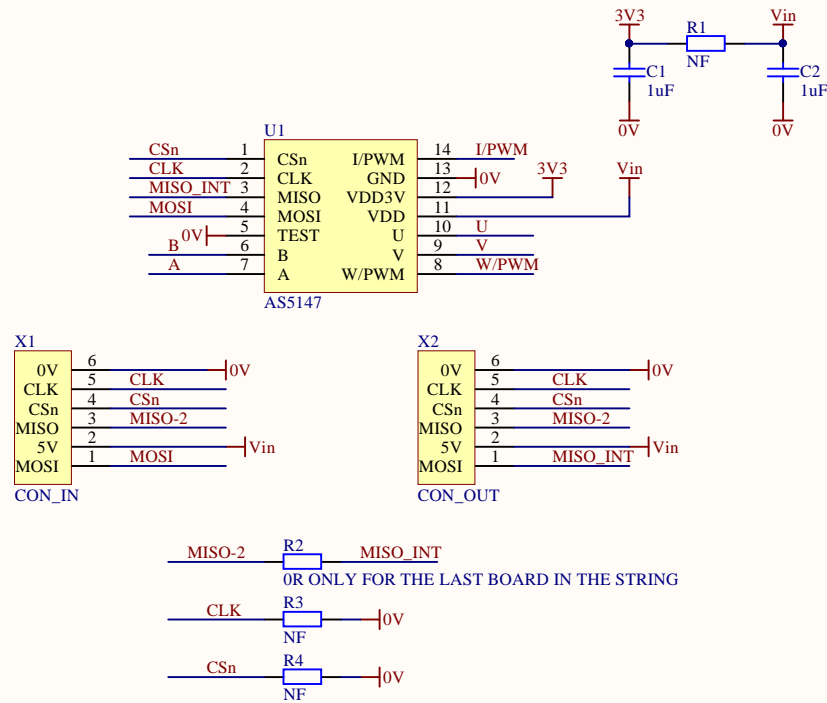 3V3
Vin
R1
NF
C1
1uF
C2
1uF
0V
0V
U1
CSn 1 CSn I/PWM 14 I/PWM
CLK 2 CLK GND 13 0V
MISO_INT 3 MISO VDD3V 12 3V3
MOSI 4 MOSI VDD 11 Vin
0V 5 TEST U 10 U
B 6 B V 9 V
A 7 A W/PWM 8 W/PWM
AS5147
X1
0V 6 0V
CLK 5 CLK
CSn 4 CSn
MISO 3 MISO-2
5V 2 Vin
MOSI 1 MOSI
CON_IN
X2
0V 6 0V
CLK 5 CLK
CSn 4 CSn
MISO 3 MISO-2
5V 2 Vin
MOSI 1 MISO_INT
CON_OUT
MISO-2 R2 MISO_INT
0R ONLY FOR THE LAST BOARD IN THE STRING
CLK R3 0V
NF
CSn R4 0V
NF